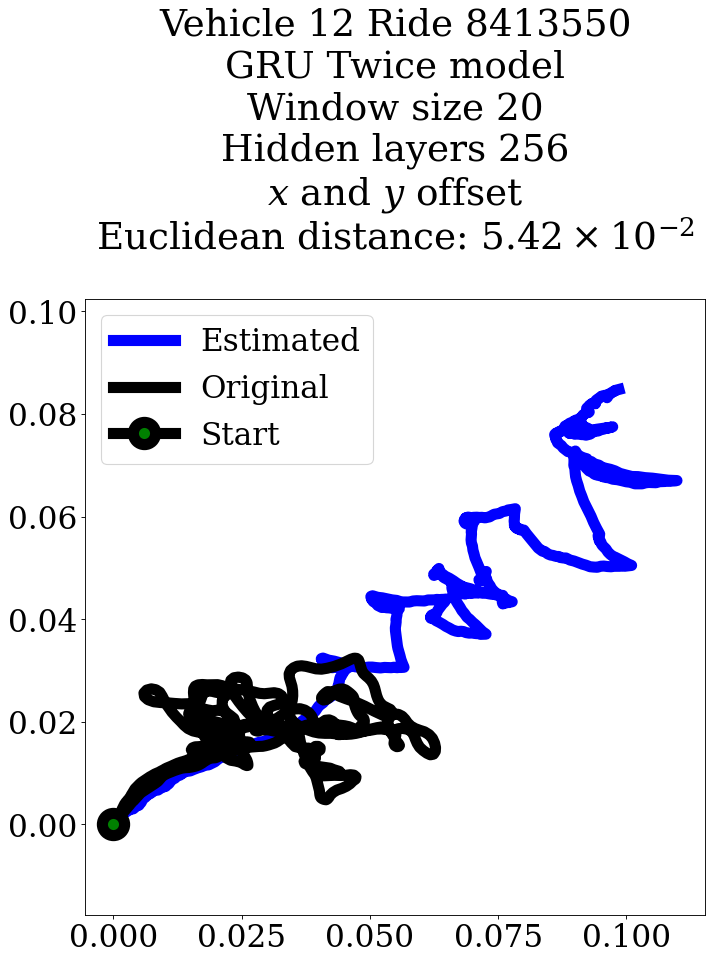 Vehicle 12 Ride 8413550
GRU Twice model
Window size 20
Hidden layers 256
x and y offset
Euclidean distance: 5.42 × 10⁻²
0.10
0.08
0.06
0.04
0.02
0.00
Estimated
Original
Start
0.000 0.025 0.050 0.075 0.100